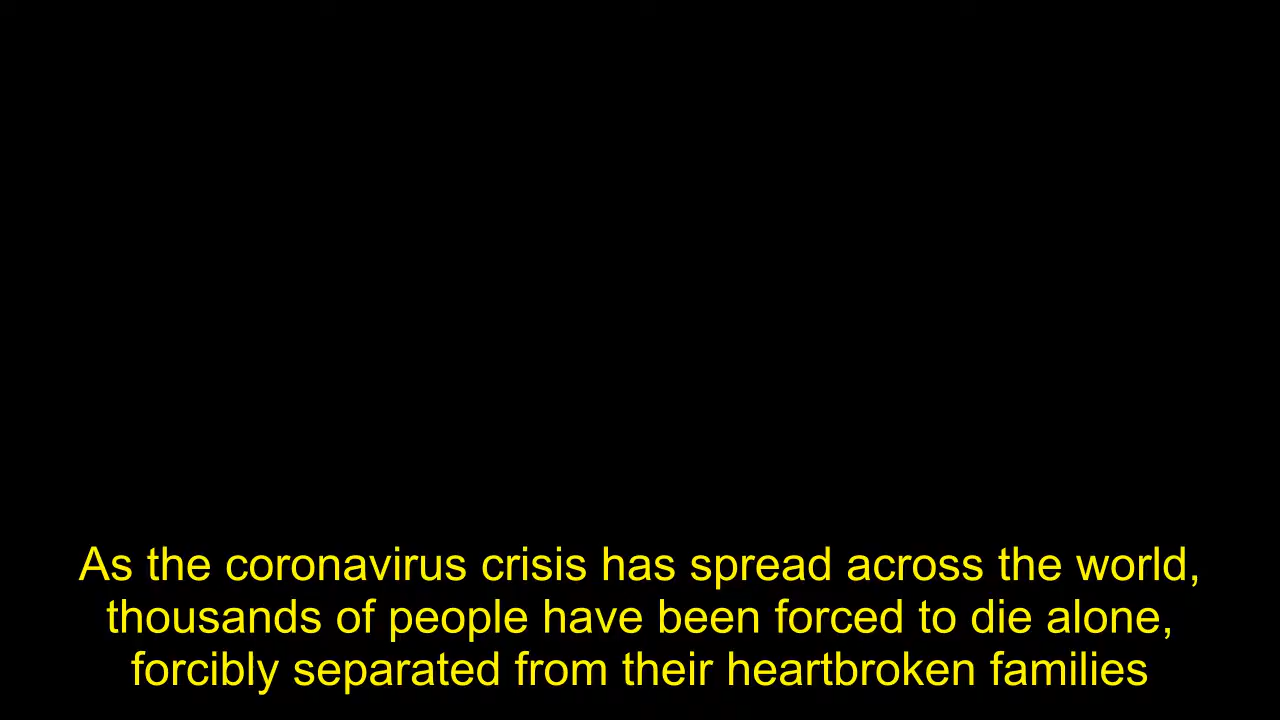 As the coronavirus crisis has spread across the world,
thousands of people have been forced to die alone,
forcibly separated from their heartbroken families